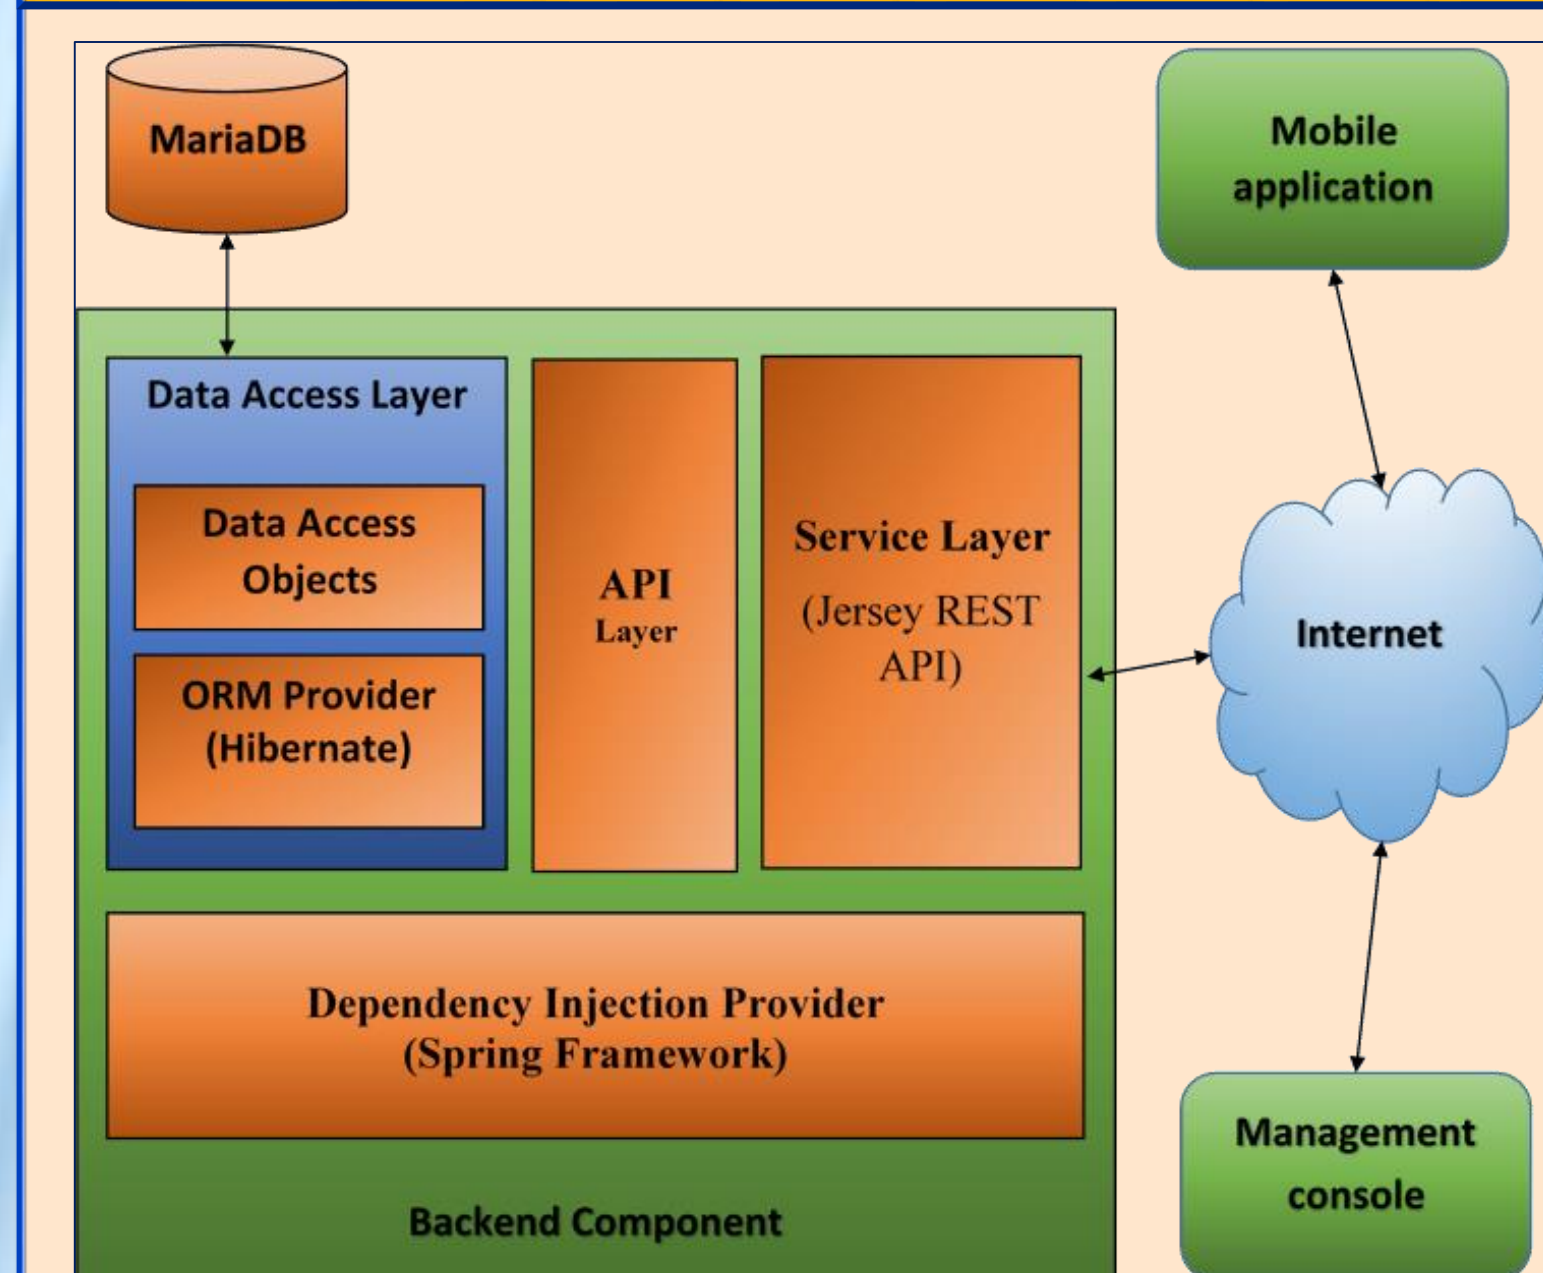 MariaDB
Mobile
application
Data Access Layer
Data Access
Objects
ORM Provider
(Hibernate)
API
Layer
Service Layer
(Jersey REST
API)
Internet
Dependency Injection Provider
(Spring Framework)
Management
console
Backend Component